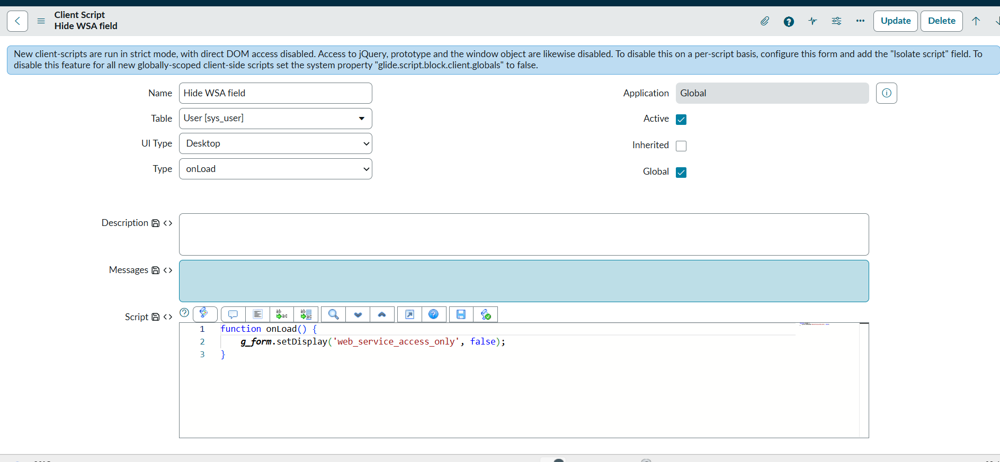 Client Script
Hide WSA field
Update
Delete
New client-scripts are run in strict mode, with direct DOM access disabled. Access to jQuery, prototype and the window object are likewise disabled. To disable this on a per-script basis, configure this form and add the "Isolate script" field. To
disable this feature for all new globally-scoped client-side scripts set the system property "glide.script.block.client.globals" to false.
Name
Hide WSA field
Application
Global
Table
User [sys_user]
Active
UI Type
Desktop
Inherited
Type
onLoad
Global
Description
Messages
Script
1 function onLoad() {
2 g_form.setDisplay('web_service_access_only', false);
3 }